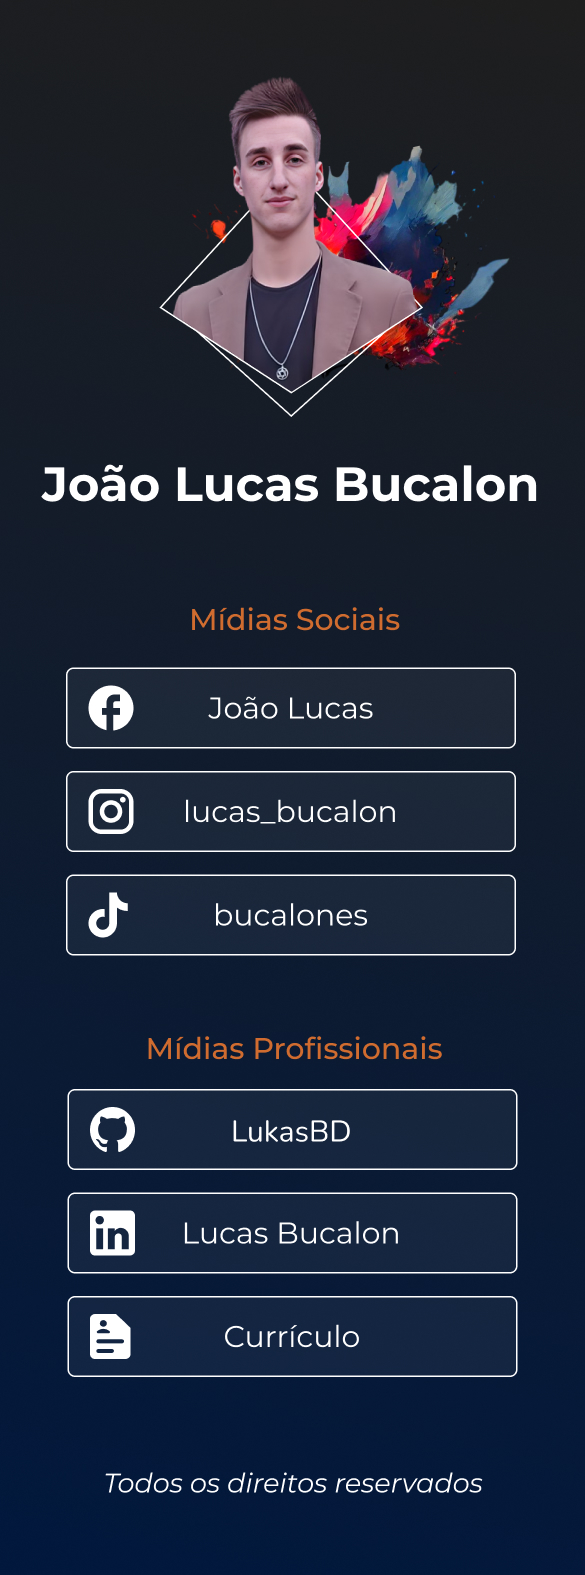 João Lucas Bucalon
Mídias Sociais
João Lucas
lucas_bucalon
bucalones
Mídias Profissionais
LukasBD
Lucas Bucalon
Currículo
Todos os direitos reservados